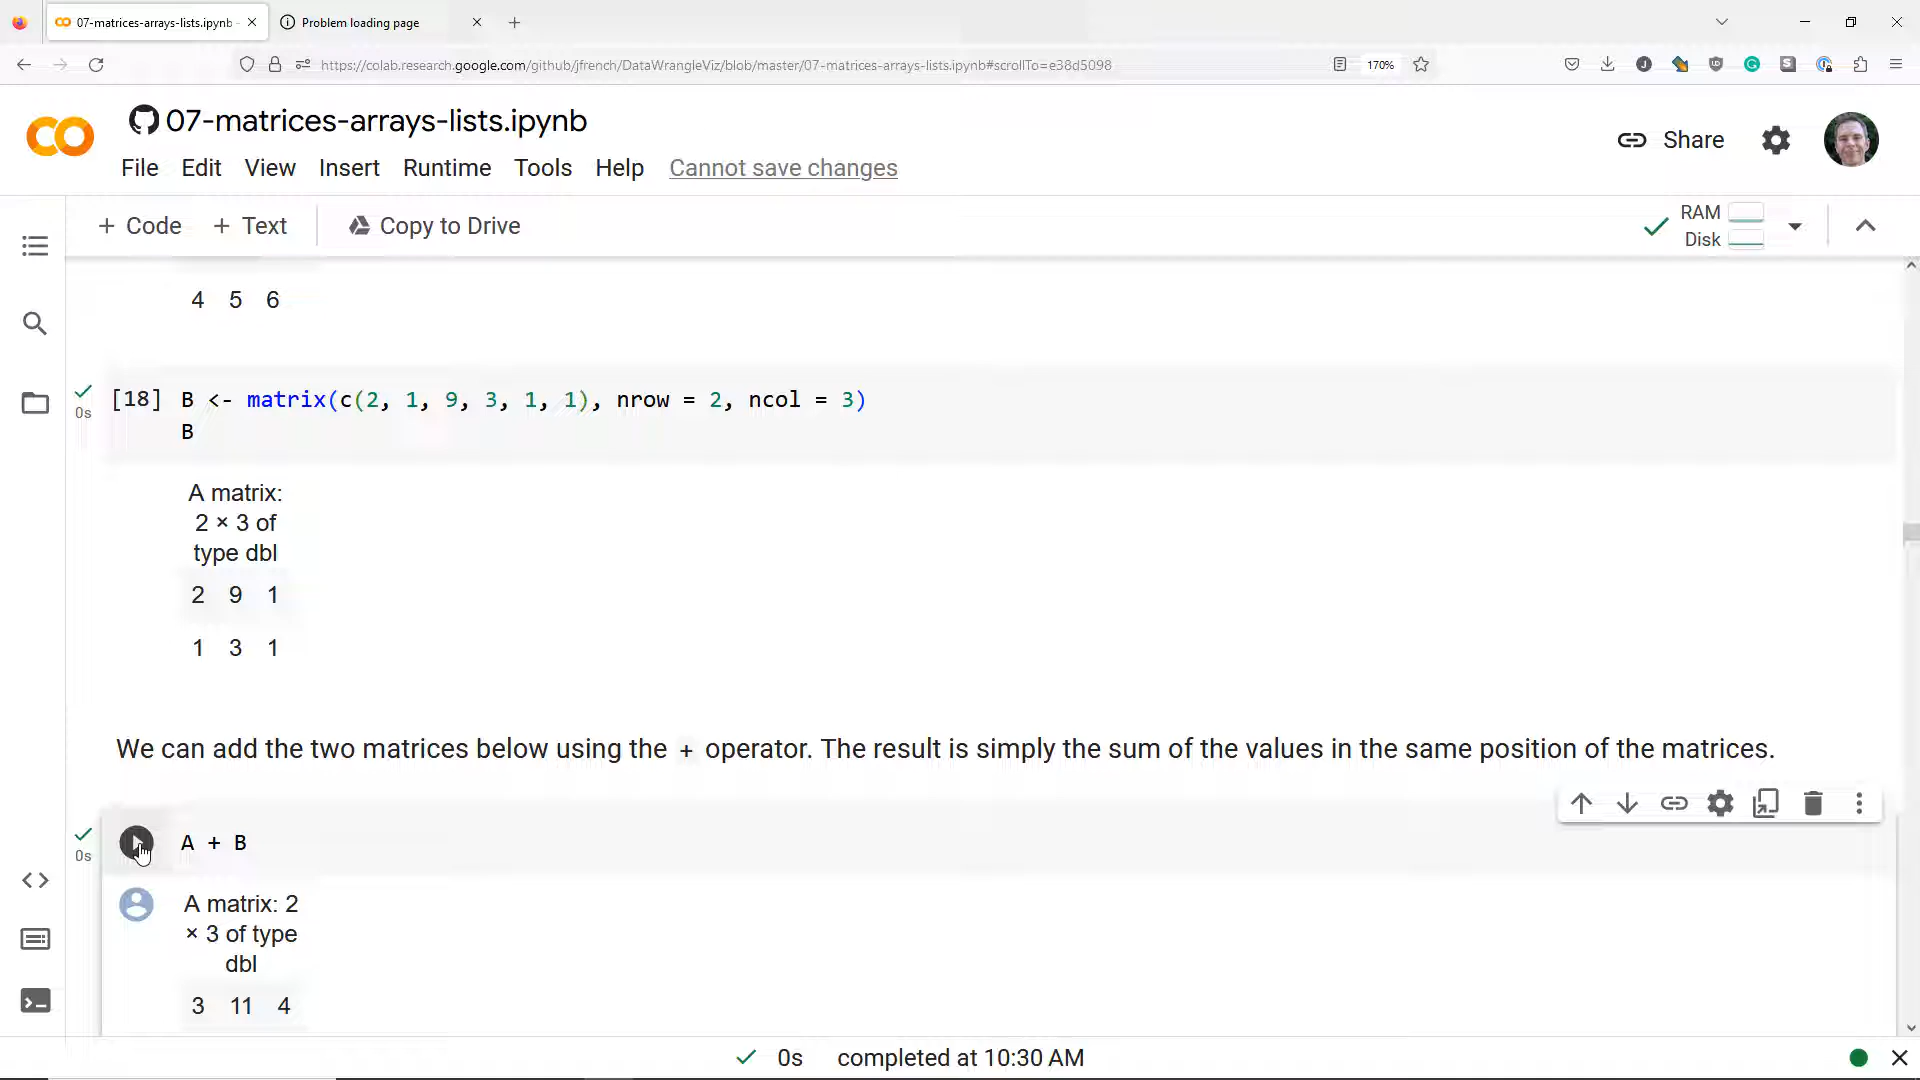 07-matrices-arrays-lists.ipynb -
Problem loading page
https://colab.research.google.com/github/jfrench/DataWrangleViz/blob/master/07-matrices-arrays-lists.ipynb#scrollTo=e38d5098
170%
07-matrices-arrays-lists.ipynb
Share
File Edit View Insert Runtime Tools Help Cannot save changes
+ Code + Text Copy to Drive
RAM
Disk
4 5 6
[18] B <- matrix(c(2, 1, 9, 3, 1, 1), nrow = 2, ncol = 3)
0s
B
A matrix:
2 × 3 of
type dbl
2 9 1
1 3 1
We can add the two matrices below using the + operator. The result is simply the sum of the values in the same position of the matrices.
A + B
0s
A matrix: 2
× 3 of type
dbl
3 11 4
0s completed at 10:30 AM